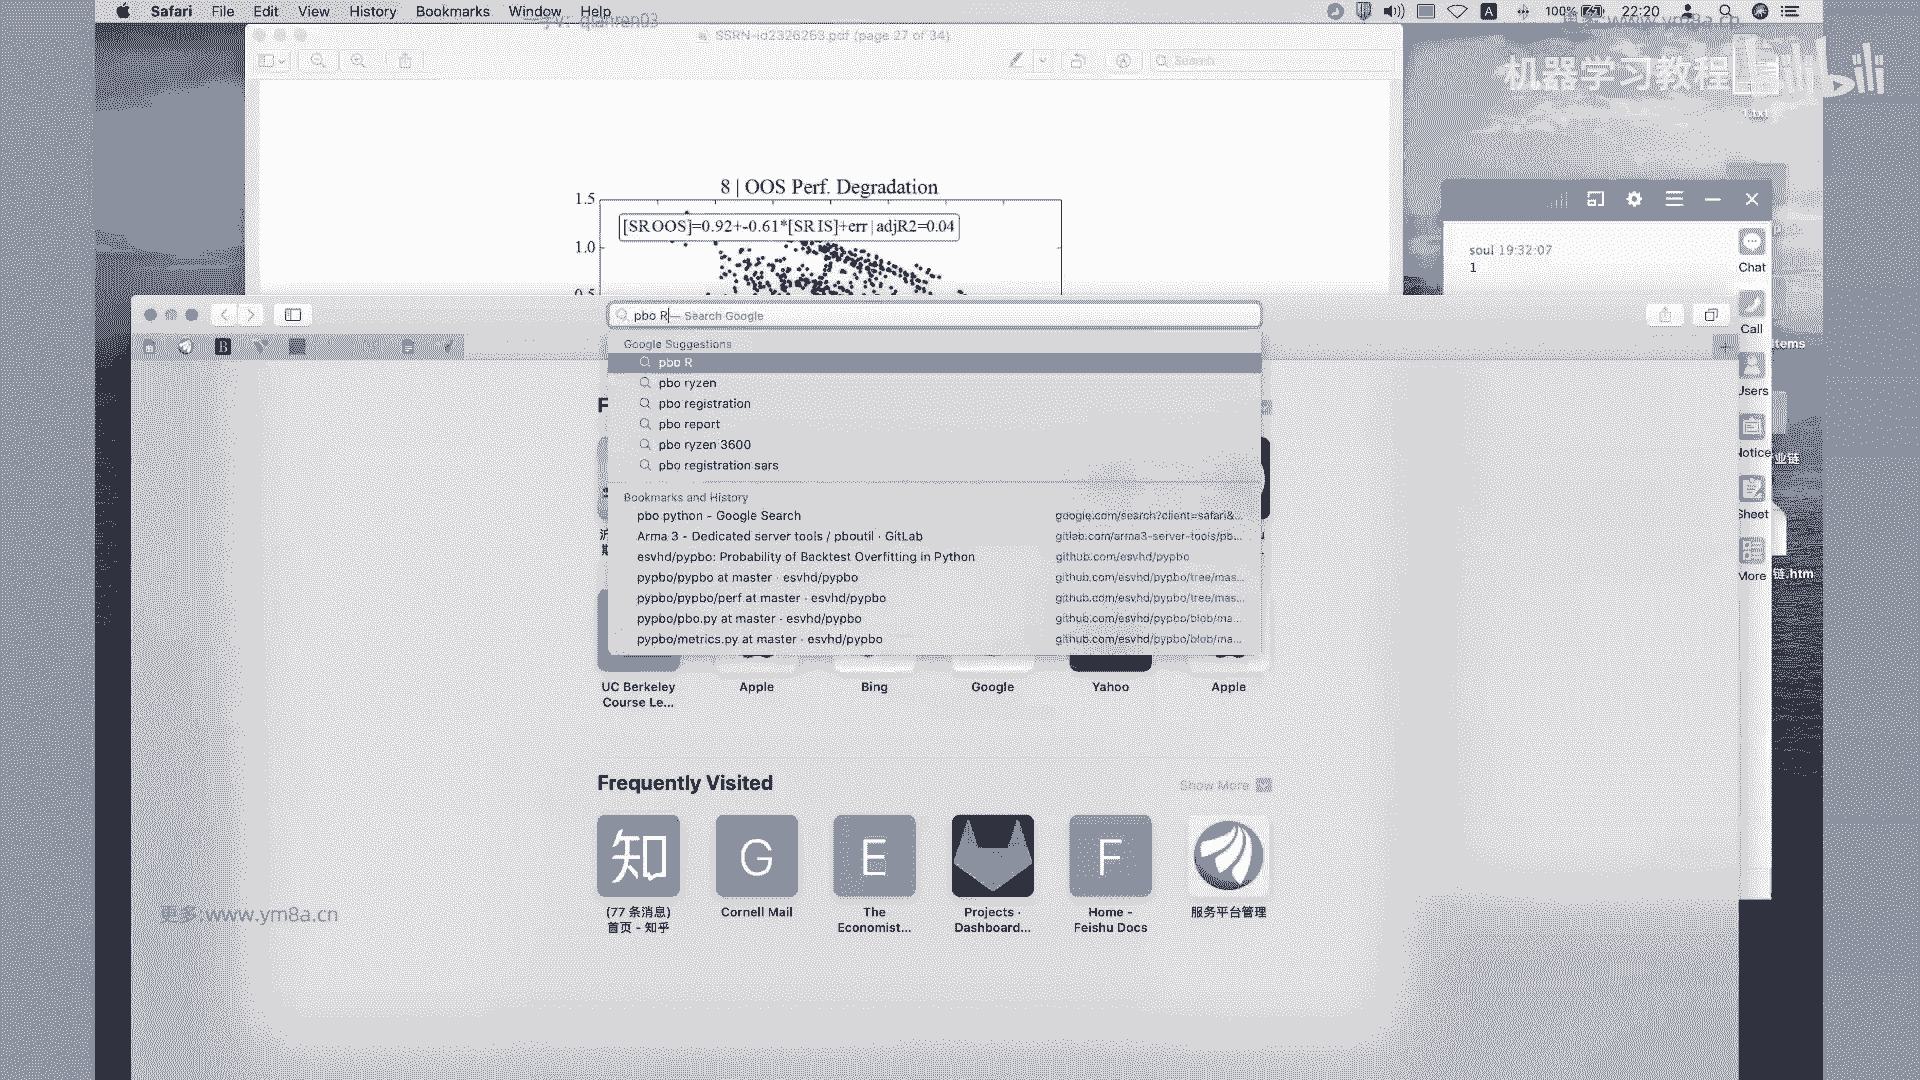 Safari File Edit View History Bookmarks Window Help
100% 22:20
更多:www.ym8a.cn
SSRN-id2326253.pdf (page 27 of 34)
Search
机器学习教程
bilibili
1.txt
8 | OOS Perf. Degradation
1.5
[SR OOS]=0.92+-0.61*[SR IS]+err | adjR2=0.04
1.0
0.5
soul 19:32:07
1
Chat
Call
Users
Notice
Sheet
More
pbo R — Search Google
Google Suggestions
pbo R
pbo ryzen
pbo registration
pbo report
pbo ryzen 3600
pbo registration sars
Bookmarks and History
pbo python - Google Search google.com/search?client=safari&...
Arma 3 - Dedicated server tools / pboutil · GitLab gitlab.com/arma3-server-tools/pb...
esvhd/pypbo: Probability of Backtest Overfitting in Python github.com/esvhd/pypbo
pypbo/pypbo at master · esvhd/pypbo github.com/esvhd/pypbo/tree/mas...
pypbo/pypbo/perf at master · esvhd/pypbo github.com/esvhd/pypbo/tree/mas...
pypbo/pbo.py at master · esvhd/pypbo github.com/esvhd/pypbo/blob/ma...
pypbo/metrics.py at master · esvhd/pypbo github.com/esvhd/pypbo/blob/ma...
UC Berkeley Apple Bing Google Yahoo Apple
Course Le...
Frequently Visited
Show More
知 G E F
(77 条消息) Cornell Mail The Projects · Home - 服务平台管理
首页 - 知乎 Economist... Dashboard... Feishu Docs
更多:www.ym8a.cn